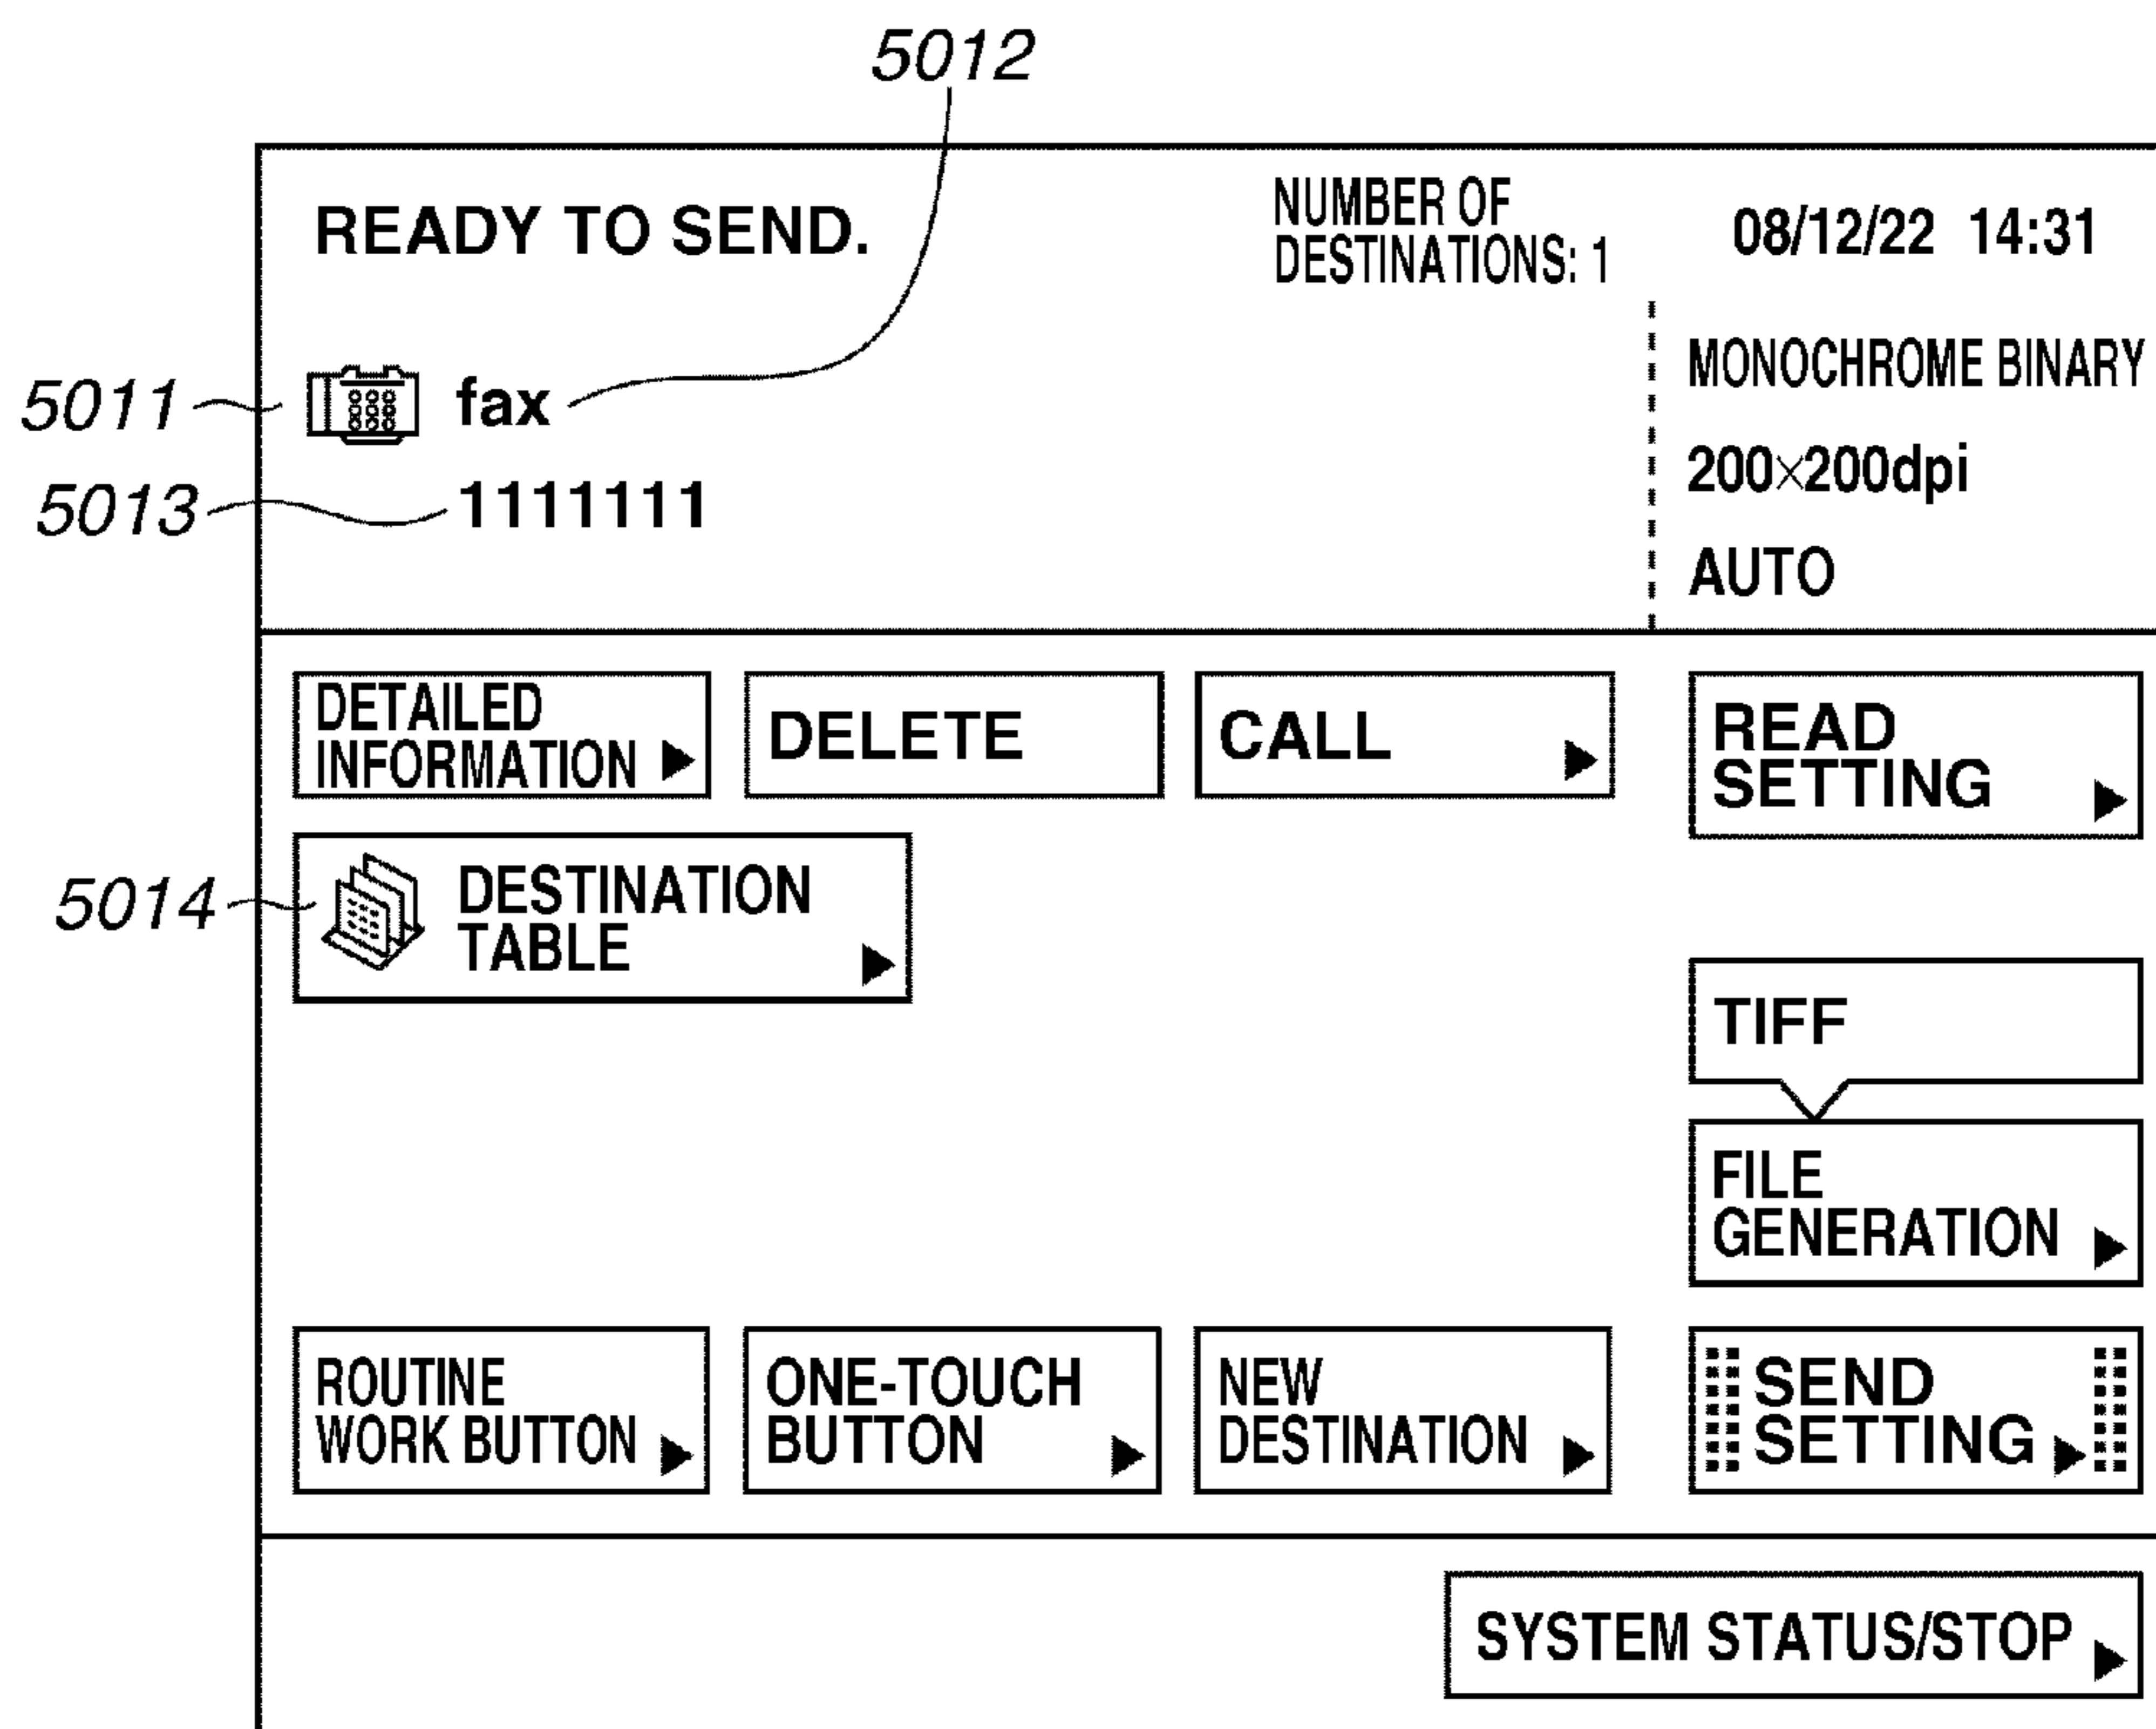 5012
READY TO SEND.
NUMBER OF
DESTINATIONS: 1
08/12/22 14:31
5011
fax
MONOCHROME BINARY
5013
1111111
200×200dpi
AUTO
DETAILED
INFORMATION
DELETE
CALL
READ
SETTING
5014
DESTINATION
TABLE
TIFF
FILE
GENERATION
ROUTINE
WORK BUTTON
ONE-TOUCH
BUTTON
NEW
DESTINATION
SEND
SETTING
SYSTEM STATUS/STOP